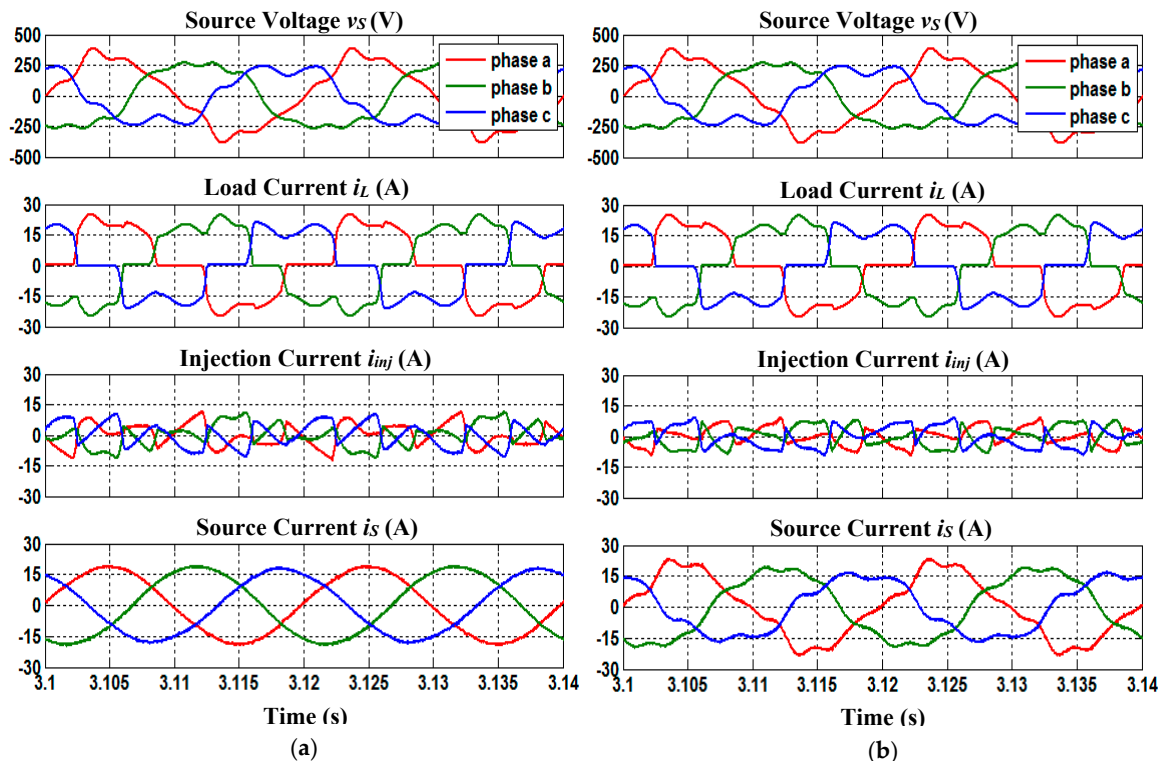 Source Voltage vS (V)
500
250
0
-250
-500
phase a
phase b
phase c
Load Current iL (A)
30
15
0
-15
-30
Injection Current iinj (A)
30
15
0
-15
-30
Source Current iS (A)
30
15
0
-15
-30
3.1 3.105 3.11 3.115 3.12 3.125 3.13 3.135 3.14
Time (s)
(a)
Source Voltage vS (V)
500
250
0
-250
-500
phase a
phase b
phase c
Load Current iL (A)
30
15
0
-15
-30
Injection Current iinj (A)
30
15
0
-15
-30
Source Current iS (A)
30
15
0
-15
-30
3.1 3.105 3.11 3.115 3.12 3.125 3.13 3.135 3.14
Time (s)
(b)